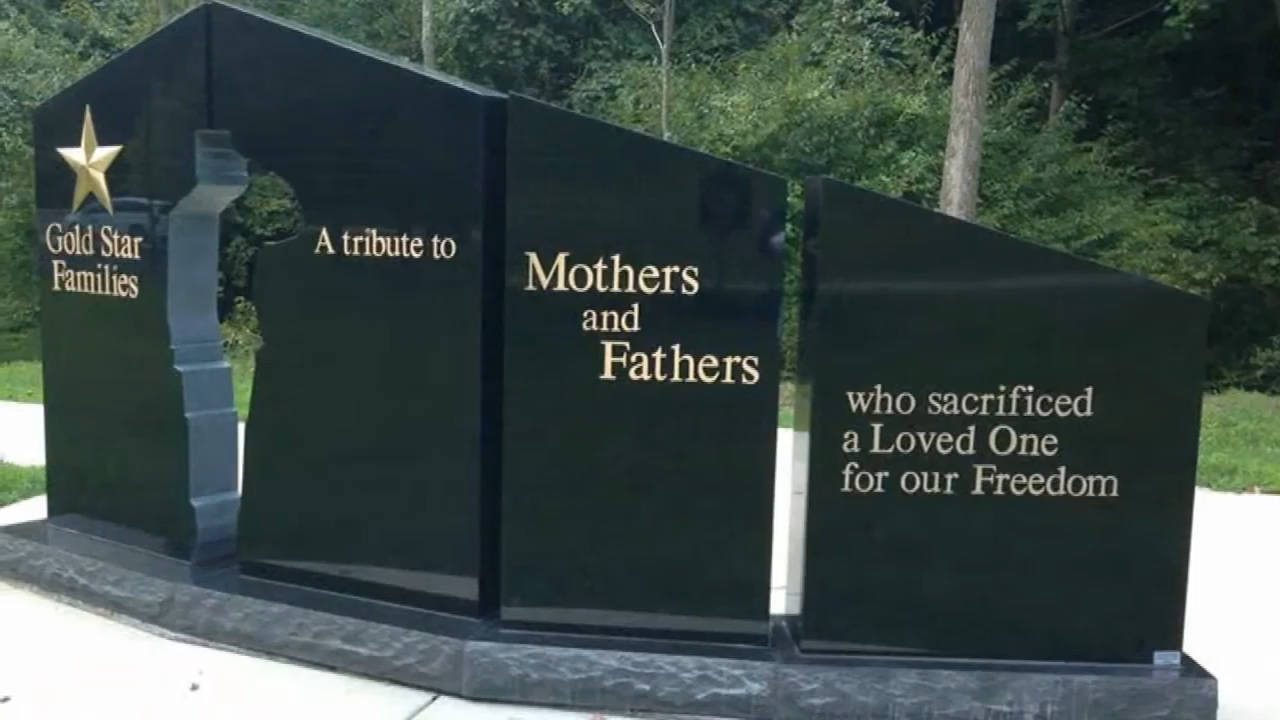 Gold Star
Families
A tribute to
Mothers
and
Fathers
who sacrificed
a Loved One
for our Freedom